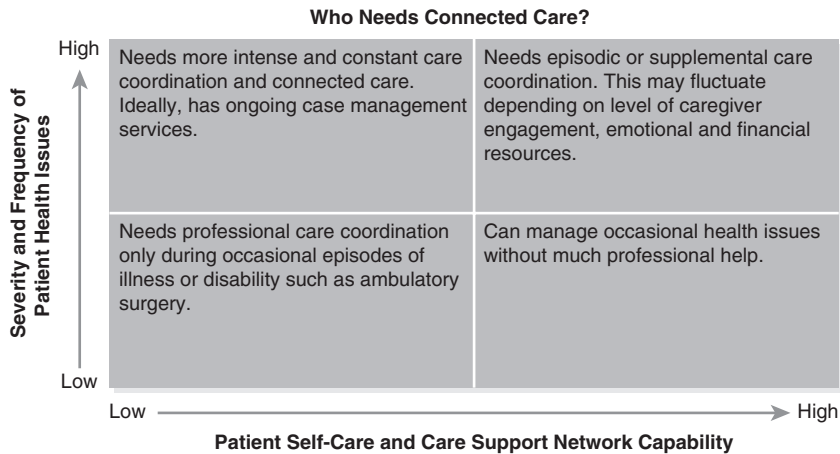 Who Needs Connected Care?
High
Needs more intense and constant care
coordination and connected care.
Ideally, has ongoing case management
services.
Needs episodic or supplemental care
coordination. This may fluctuate
depending on level of caregiver
engagement, emotional and financial
resources.
Severity and Frequency of
Patient Health Issues
Needs professional care coordination
only during occasional episodes of
illness or disability such as ambulatory
surgery.
Can manage occasional health issues
without much professional help.
Low
Low
High
Patient Self-Care and Care Support Network Capability